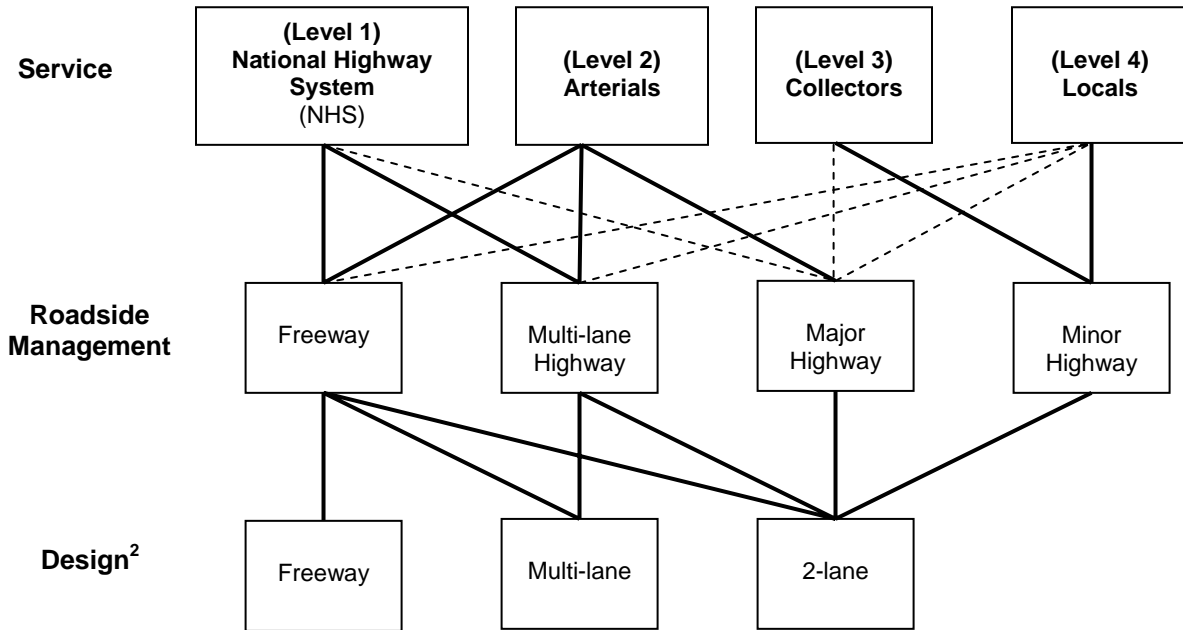 Service
(Level 1)
National Highway
System
(NHS)
(Level 2)
Arterials
(Level 3)
Collectors
(Level 4)
Locals
Roadside
Management
Freeway
Multi-lane
Highway
Major
Highway
Minor
Highway
Design²
Freeway
Multi-lane
2-lane